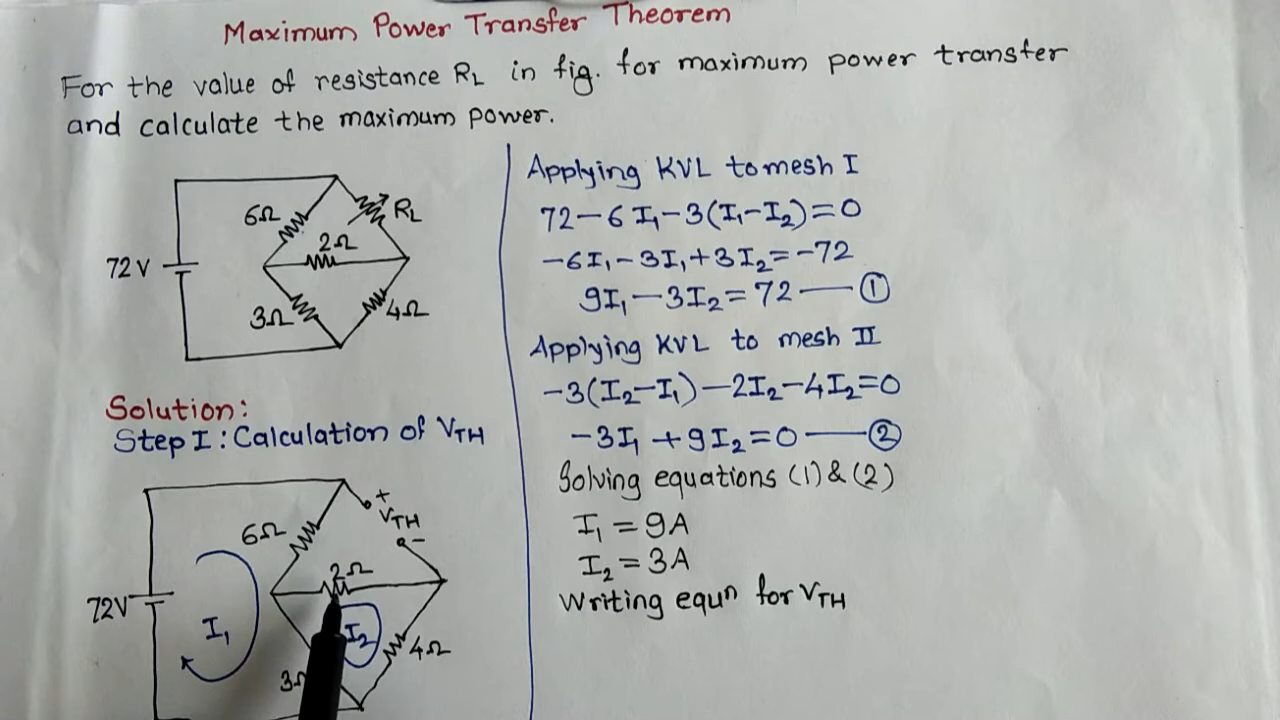 Maximum Power Transfer Theorem
For the value of resistance RL in fig. for maximum power transfer
and calculate the maximum power.
6Ω
RL
2Ω
72V
3Ω
4Ω
Solution:
Step I : Calculation of VTH
+
VTH
-
6Ω
2Ω
72V
I₁
I₂
4Ω
3Ω
Applying KVL to mesh I
72-6I₁-3(I₁-I₂)=0
-6I₁-3I₁+3I₂=-72
9I₁-3I₂=72 — ①
Applying KVL to mesh II
-3(I₂-I₁)-2I₂-4I₂=0
-3I₁+9I₂=0 — ②
Solving equations (1) & (2)
I₁ = 9A
I₂ = 3A
Writing equⁿ for VTH